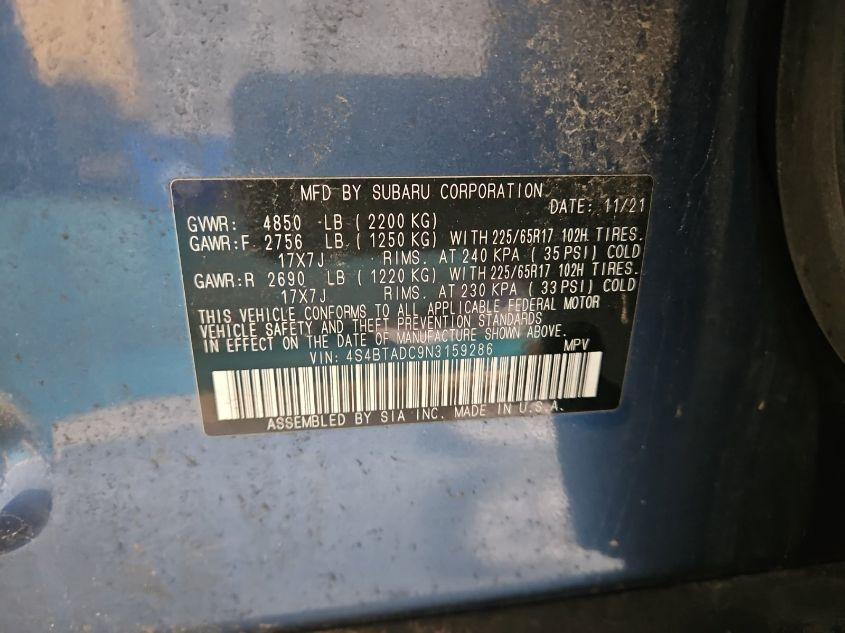 MFD BY SUBARU CORPORATION
DATE: 11/21
GVWR: 4850 LB (2200 KG)
GAWR:F 2756 LB (1250 KG) WITH 225/65R17 102H TIRES.
17X7J RIMS. AT 240 KPA (35 PSI) COLD
GAWR:R 2690 LB (1220 KG) WITH 225/65R17 102H TIRES.
17X7J RIMS. AT 230 KPA (33 PSI) COLD
THIS VEHICLE CONFORMS TO ALL APPLICABLE FEDERAL MOTOR
VEHICLE SAFETY AND THEFT PREVENTION STANDARDS
IN EFFECT ON THE DATE OF MANUFACTURE SHOWN ABOVE.
VIN: 4S4BTADC9N3159286 MPV
ASSEMBLED BY SIA INC. MADE IN U.S.A.